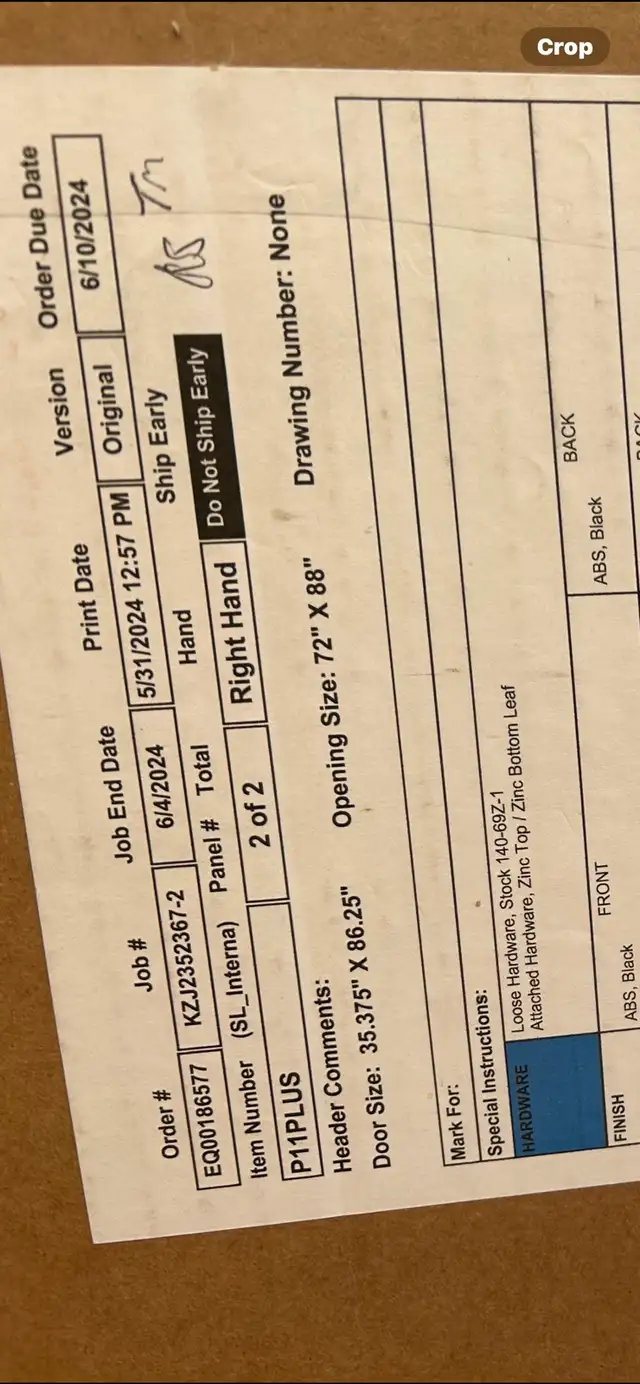 Crop
Order # Job # Job End Date Print Date Version Order Due Date
EQ00186577 KZJ2352367-2 6/4/2024 5/31/2024 12:57 PM Original 6/10/2024
Item Number (SL_Interna) Panel # Total Hand Ship Early
P11PLUS 2 of 2 Right Hand Do Not Ship Early
Header Comments:
Door Size: 35.375" X 86.25" Opening Size: 72" X 88" Drawing Number: None
Mark For:
Special Instructions:
HARDWARE Loose Hardware, Stock 140-69Z-1
Attached Hardware, Zinc Top / Zinc Bottom Leaf
FRONT BACK
FINISH ABS, Black ABS, Black